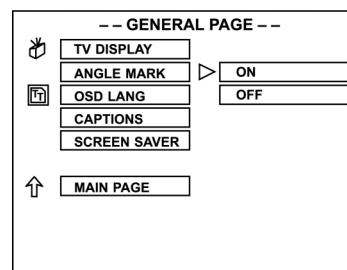 -- GENERAL PAGE --
TV DISPLAY
ANGLE MARK ON
OSD LANG OFF
CAPTIONS
SCREEN SAVER
MAIN PAGE